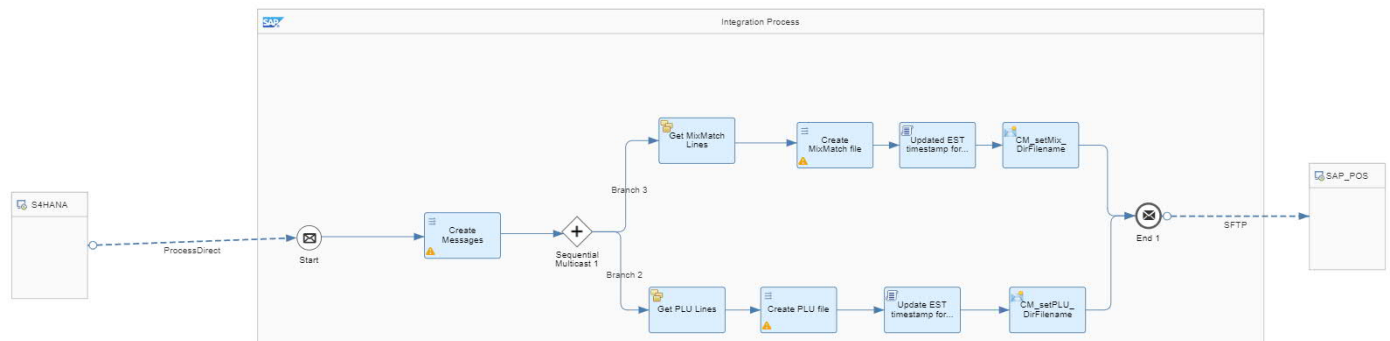 SAP
Integration Process
Get MixMatch
Lines
Create
MixMatch file
Updated EST
timestamp for...
CM_setMix_
DirFilename
S4HANA
SAP_POS
Branch 3
Create
Messages
ProcessDirect
Start
Sequential
Multicast 1
End 1
SFTP
Branch 2
Get PLU Lines
Create PLU file
Update EST
timestamp for...
CM_setPLU_
DirFilename